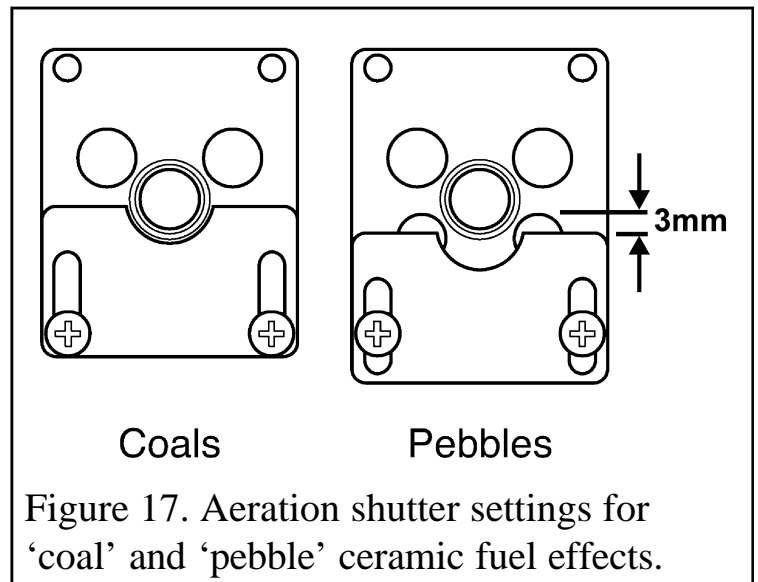 3mm
Coals Pebbles
Figure 17. Aeration shutter settings for
‘coal’ and ‘pebble’ ceramic fuel effects.